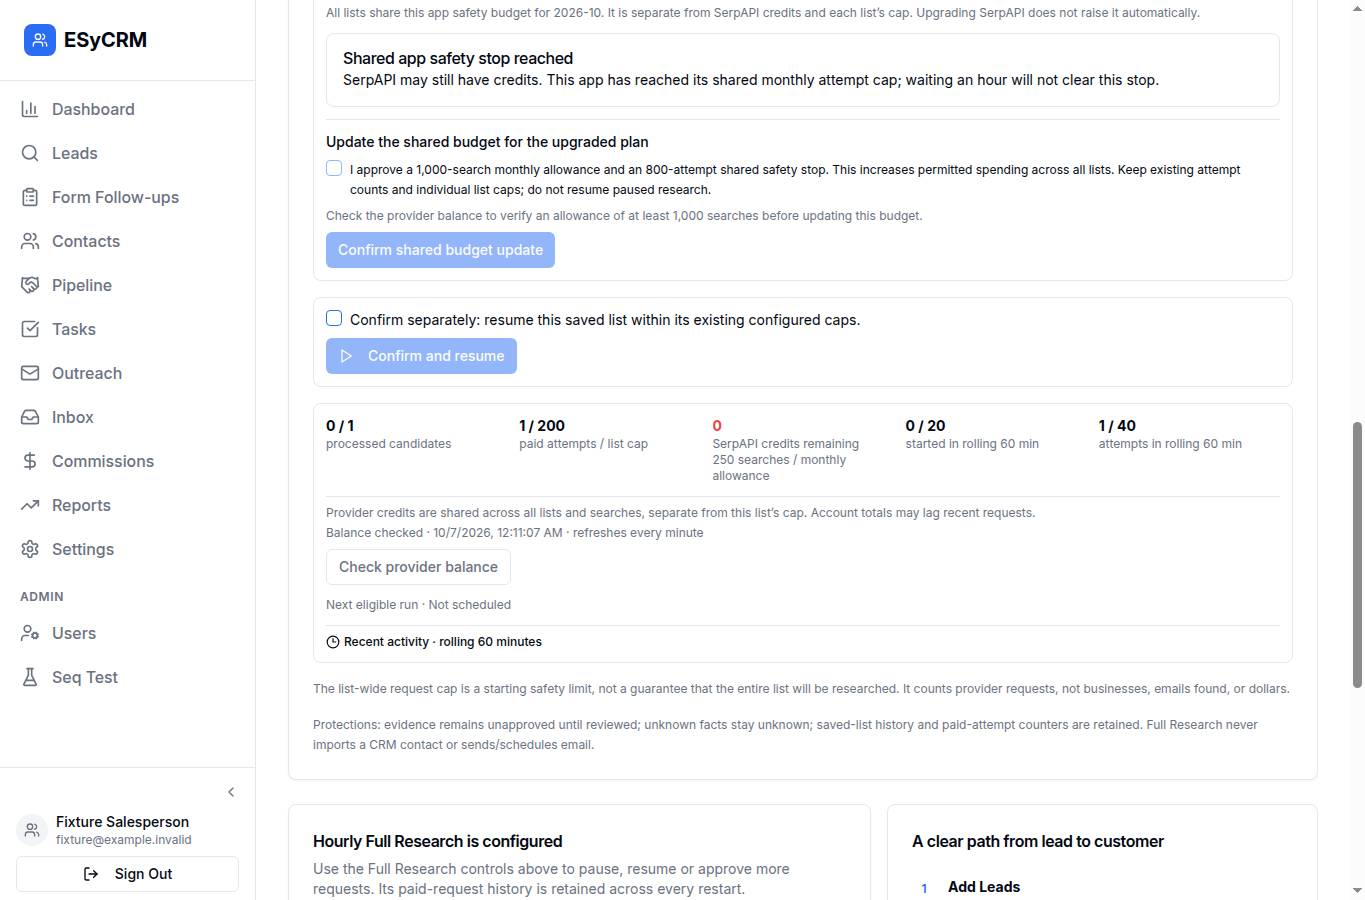 ESyCRM
Dashboard
Leads
Form Follow-ups
Contacts
Pipeline
Tasks
Outreach
Inbox
Commissions
Reports
Settings
ADMIN
Users
Seq Test
Fixture Salesperson
fixture@example.invalid
Sign Out
All lists share this app safety budget for 2026-10. It is separate from SerpAPI credits and each list’s cap. Upgrading SerpAPI does not raise it automatically.
Shared app safety stop reached
SerpAPI may still have credits. This app has reached its shared monthly attempt cap; waiting an hour will not clear this stop.
Update the shared budget for the upgraded plan
I approve a 1,000-search monthly allowance and an 800-attempt shared safety stop. This increases permitted spending across all lists. Keep existing attempt
counts and individual list caps; do not resume paused research.
Check the provider balance to verify an allowance of at least 1,000 searches before updating this budget.
Confirm shared budget update
Confirm separately: resume this saved list within its existing configured caps.
Confirm and resume
0 / 1
processed candidates
1 / 200
paid attempts / list cap
0
SerpAPI credits remaining
250 searches / monthly
allowance
0 / 20
started in rolling 60 min
1 / 40
attempts in rolling 60 min
Provider credits are shared across all lists and searches, separate from this list’s cap. Account totals may lag recent requests.
Balance checked · 10/7/2026, 12:11:07 AM · refreshes every minute
Check provider balance
Next eligible run · Not scheduled
Recent activity · rolling 60 minutes
The list-wide request cap is a starting safety limit, not a guarantee that the entire list will be researched. It counts provider requests, not businesses, emails found, or dollars.
Protections: evidence remains unapproved until reviewed; unknown facts stay unknown; saved-list history and paid-attempt counters are retained. Full Research never
imports a CRM contact or sends/schedules email.
Hourly Full Research is configured
Use the Full Research controls above to pause, resume or approve more
requests. Its paid-request history is retained across every restart.
A clear path from lead to customer
1 Add Leads